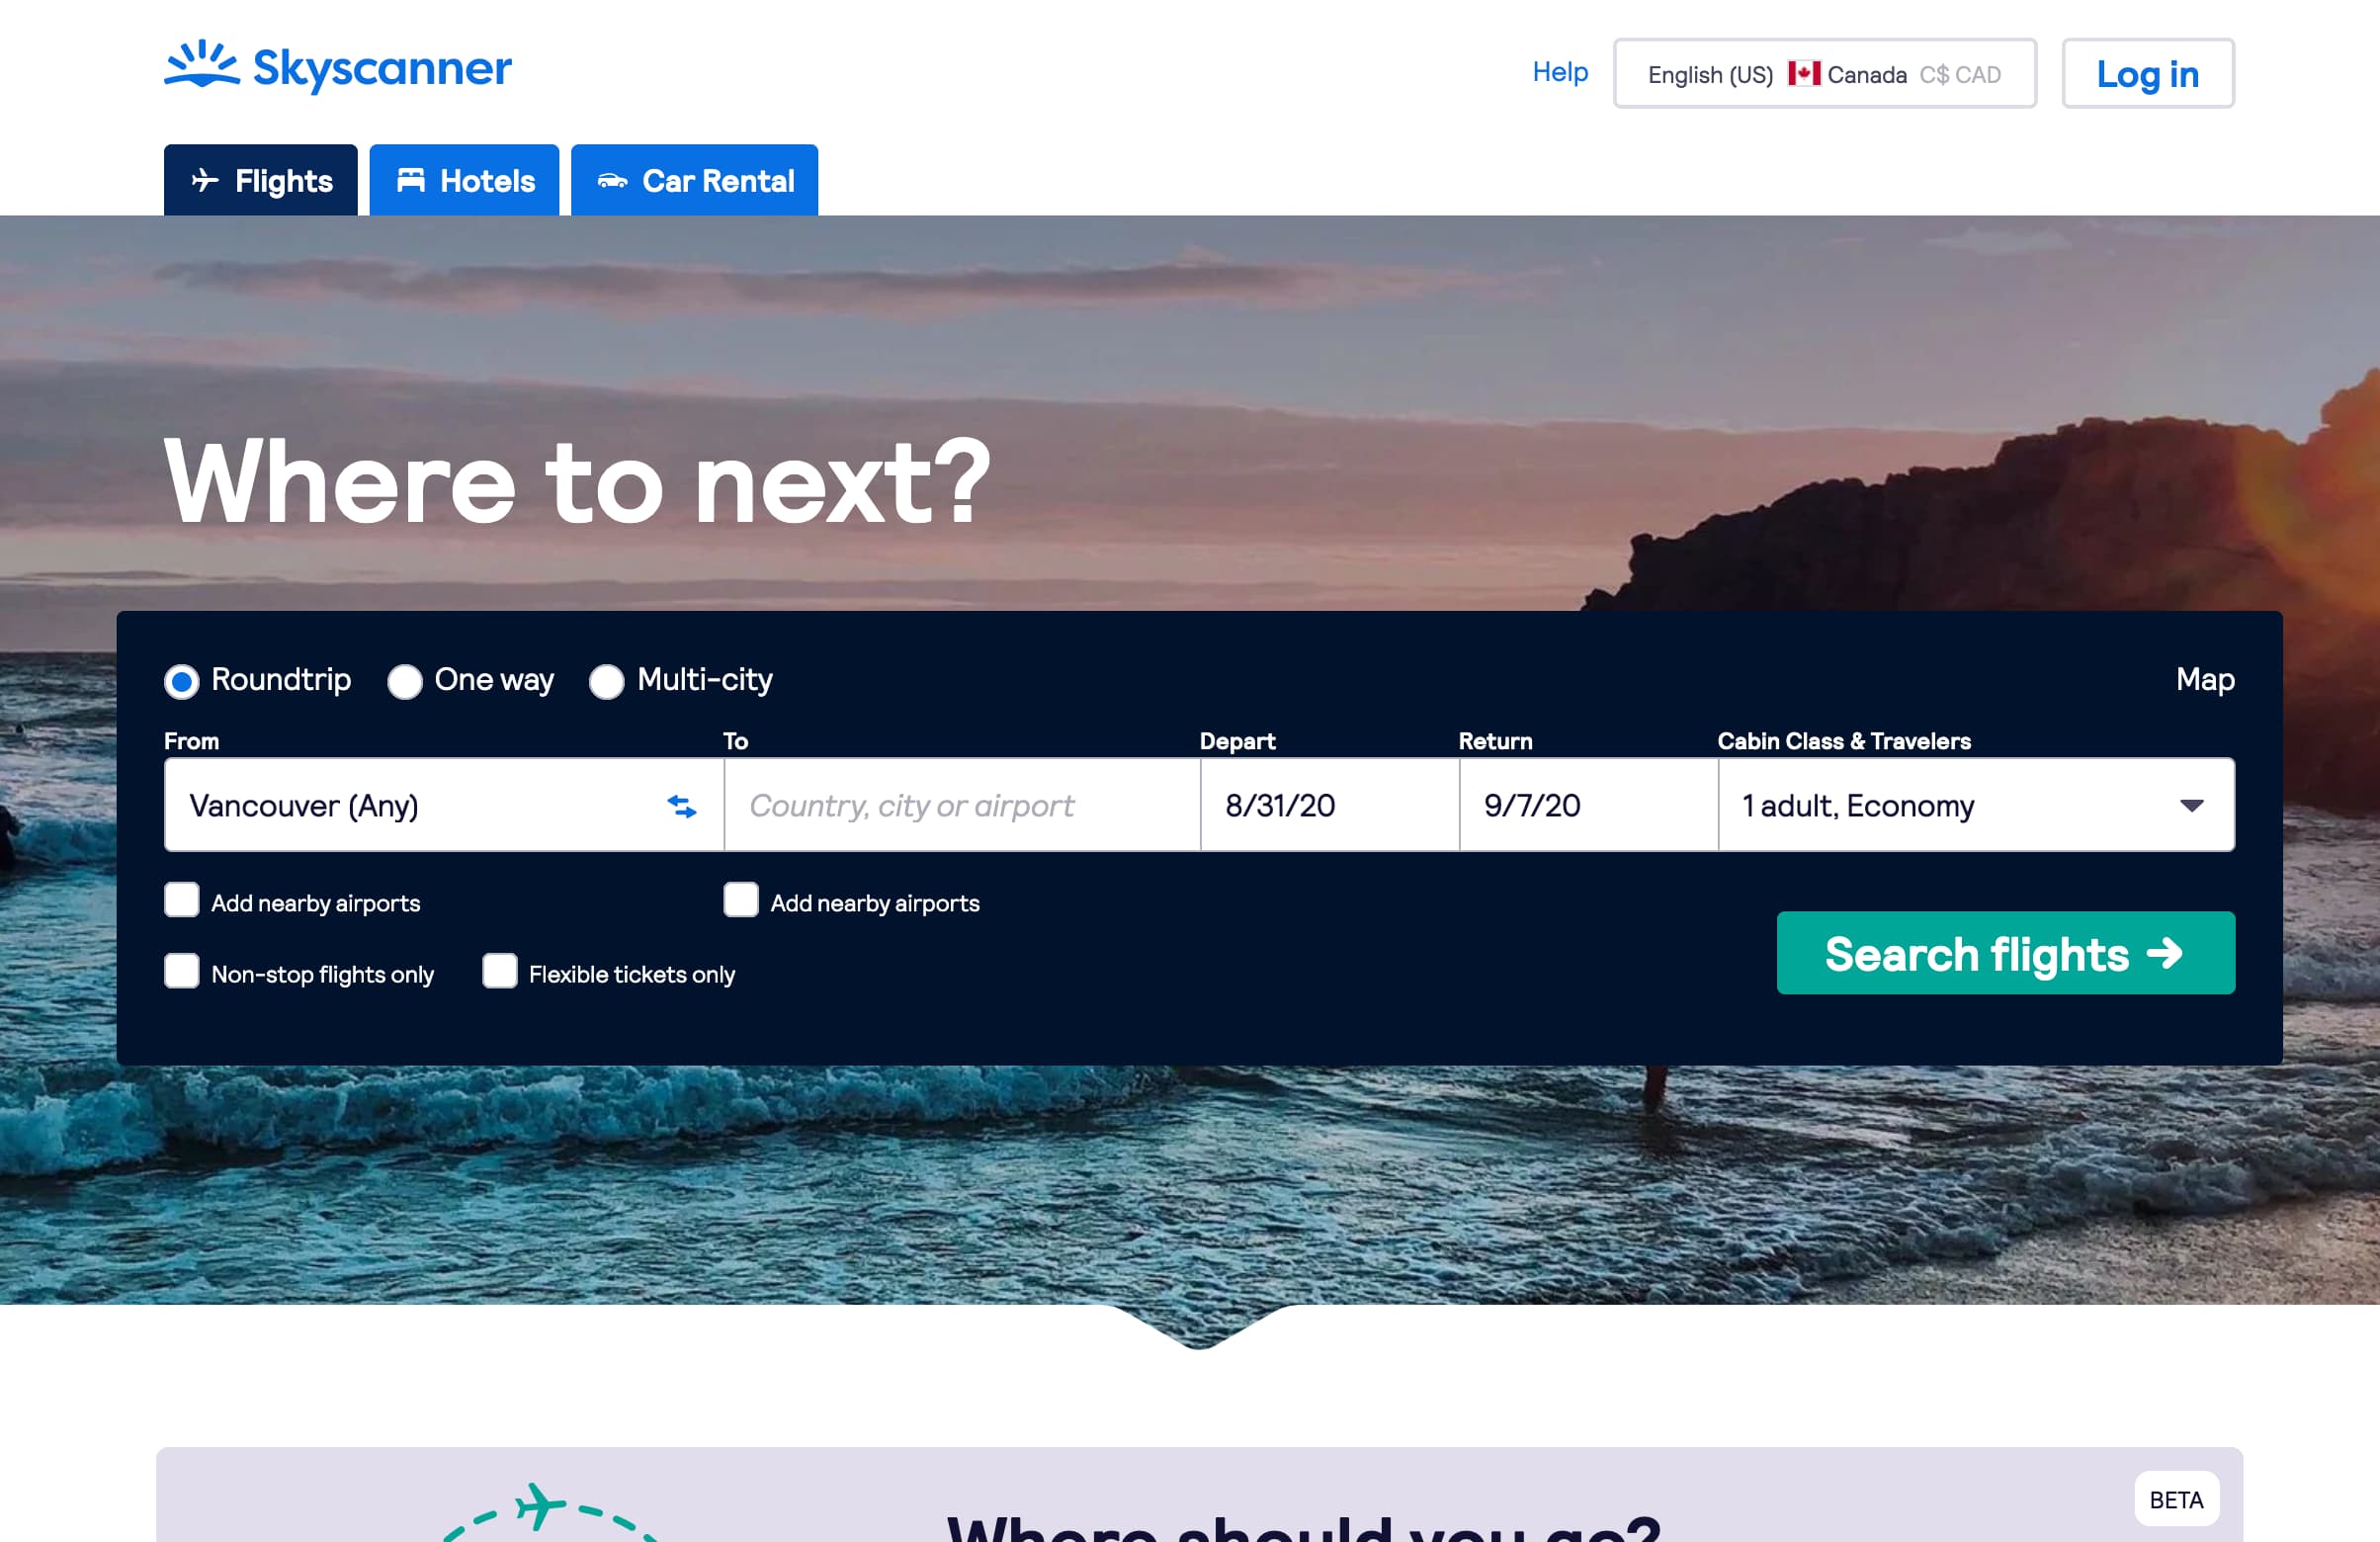 Skyscanner
Help
English (US) Canada C$ CAD
Log in
Flights
Hotels
Car Rental
Where to next?
Roundtrip
One way
Multi-city
Map
From
To
Depart
Return
Cabin Class & Travelers
Vancouver (Any)
Country, city or airport
8/31/20
9/7/20
1 adult, Economy
Add nearby airports
Add nearby airports
Non-stop flights only
Flexible tickets only
Search flights
BETA
Where should you go?